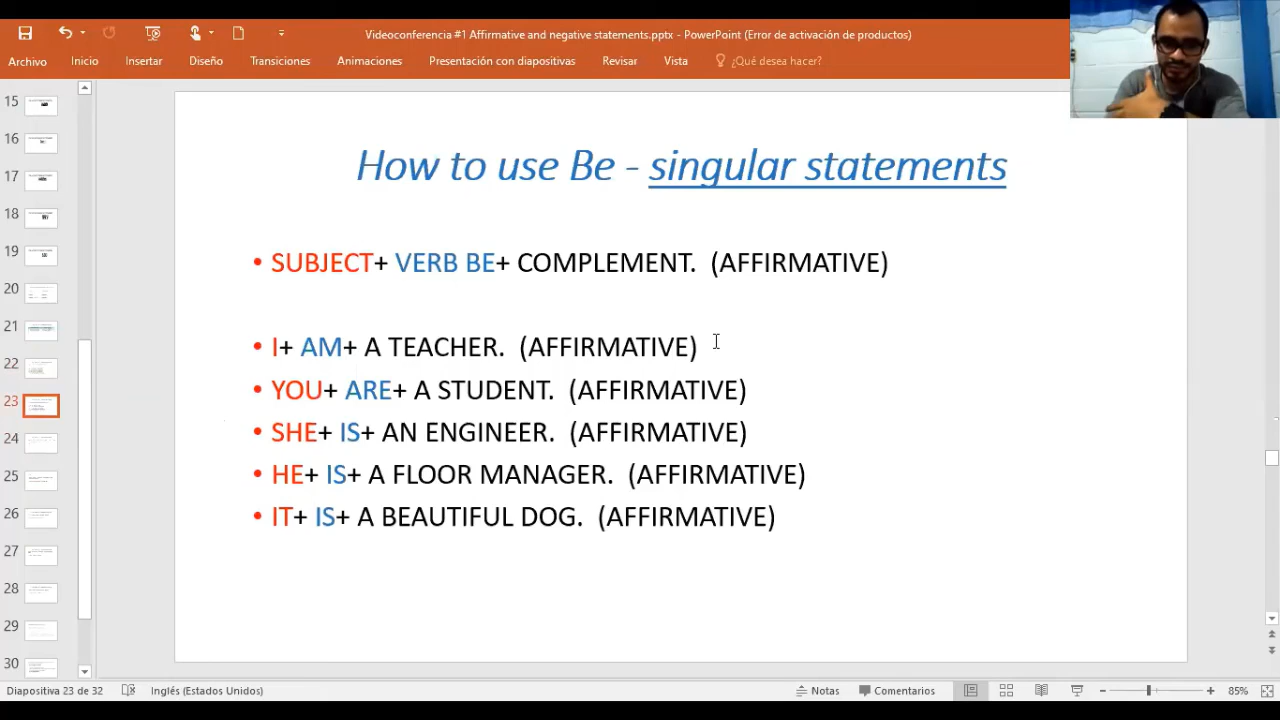 Videoconferencia #1 Affirmative and negative statements.pptx - PowerPoint (Error de activación de productos)
Archivo Inicio Insertar Diseño Transiciones Animaciones Presentación con diapositivas Revisar Vista ¿Qué desea hacer?
15
16
17
18
19
20
21
22
23
24
25
26
27
28
29
30
How to use Be - singular statements
• SUBJECT+ VERB BE+ COMPLEMENT. (AFFIRMATIVE)
• I+ AM+ A TEACHER. (AFFIRMATIVE)
• YOU+ ARE+ A STUDENT. (AFFIRMATIVE)
• SHE+ IS+ AN ENGINEER. (AFFIRMATIVE)
• HE+ IS+ A FLOOR MANAGER. (AFFIRMATIVE)
• IT+ IS+ A BEAUTIFUL DOG. (AFFIRMATIVE)
Diapositiva 23 de 32 Inglés (Estados Unidos) Notas Comentarios 85%